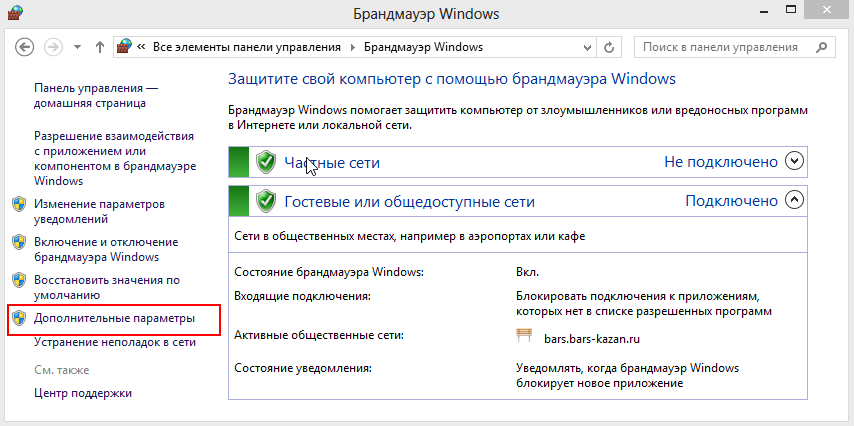 Брандмауэр Windows
« Все элементы панели управления Брандмауэр Windows
Поиск в панели управления
Панель управления —
домашняя страница
Разрешение взаимодействия
с приложением или
компонентом в брандмауэре
Windows
Изменение параметров
уведомлений
Включение и отключение
брандмауэра Windows
Восстановить значения по
умолчанию
Дополнительные параметры
Устранение неполадок в сети
См. также
Центр поддержки
Защитите свой компьютер с помощью брандмауэра Windows
Брандмауэр Windows помогает защитить компьютер от злоумышленников или вредоносных программ
в Интернете или локальной сети.
Частные сети Не подключено
Гостевые или общедоступные сети Подключено
Сети в общественных местах, например в аэропортах или кафе
Состояние брандмауэра Windows: Вкл.
Входящие подключения: Блокировать подключения к приложениям,
которых нет в списке разрешенных программ
Активные общественные сети: bars.bars-kazan.ru
Состояние уведомления: Уведомлять, когда брандмауэр Windows
блокирует новое приложение